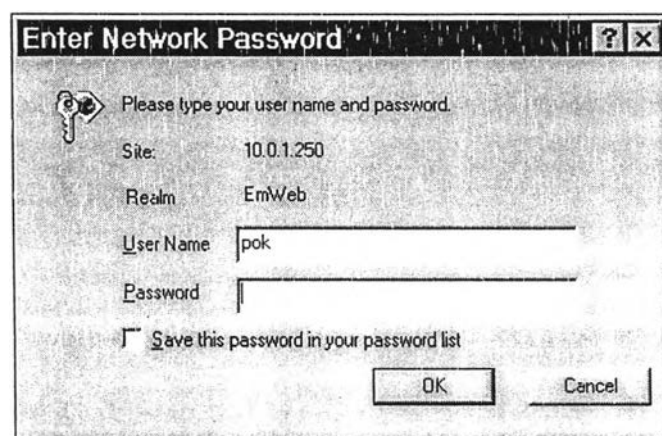 Enter Network Password ? X
Please type your user name and password.
Site: 10.0.1.250
Realm EmWeb
User Name pok
Password
Save this password in your password list
OK Cancel